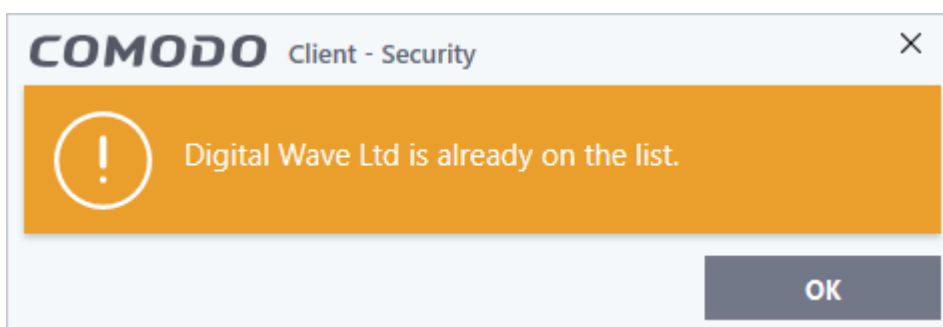 COMODO Client - Security
Digital Wave Ltd is already on the list.
OK